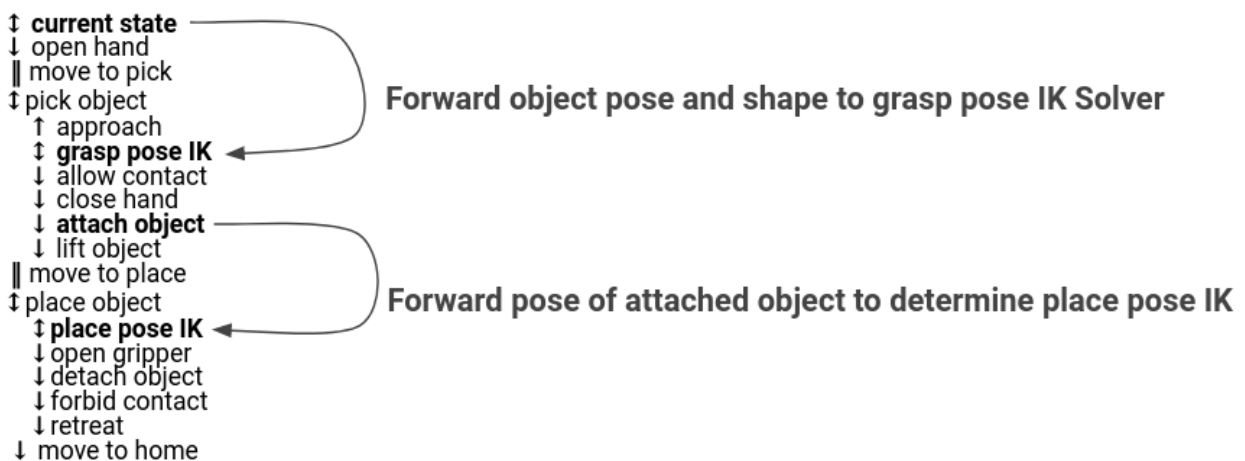 ↕ current state
↓ open hand
‖ move to pick
↕ pick object
↑ approach
↕ grasp pose IK
↓ allow contact
↓ close hand
↓ attach object
↓ lift object
‖ move to place
↕ place object
↕ place pose IK
↓ open gripper
↓ detach object
↓ forbid contact
↓ retreat
↓ move to home
Forward object pose and shape to grasp pose IK Solver
Forward pose of attached object to determine place pose IK